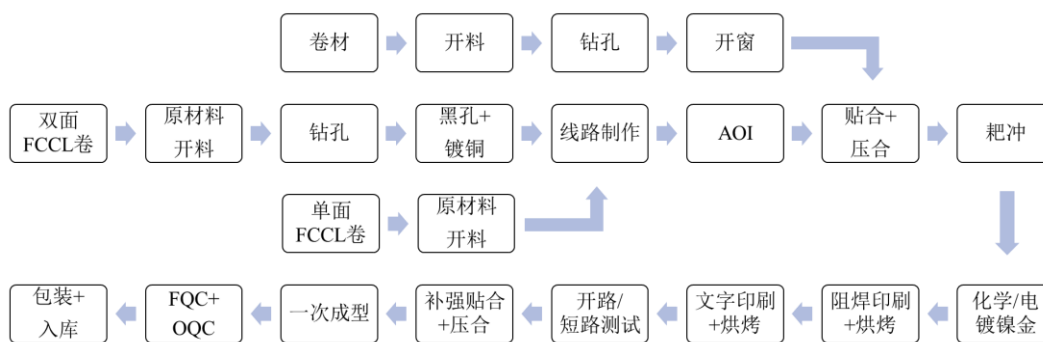 卷材
开料
钻孔
开窗
双面
FCCL卷
原材料
开料
钻孔
黑孔+
镀铜
线路制作
AOI
贴合+
压合
耙冲
单面
FCCL卷
原材料
开料
包装+
入库
FQC+
OQC
一次成型
补强贴合
+压合
开路/
短路测试
文字印刷
+烘烤
阻焊印刷
+烘烤
化学/电
镀镍金